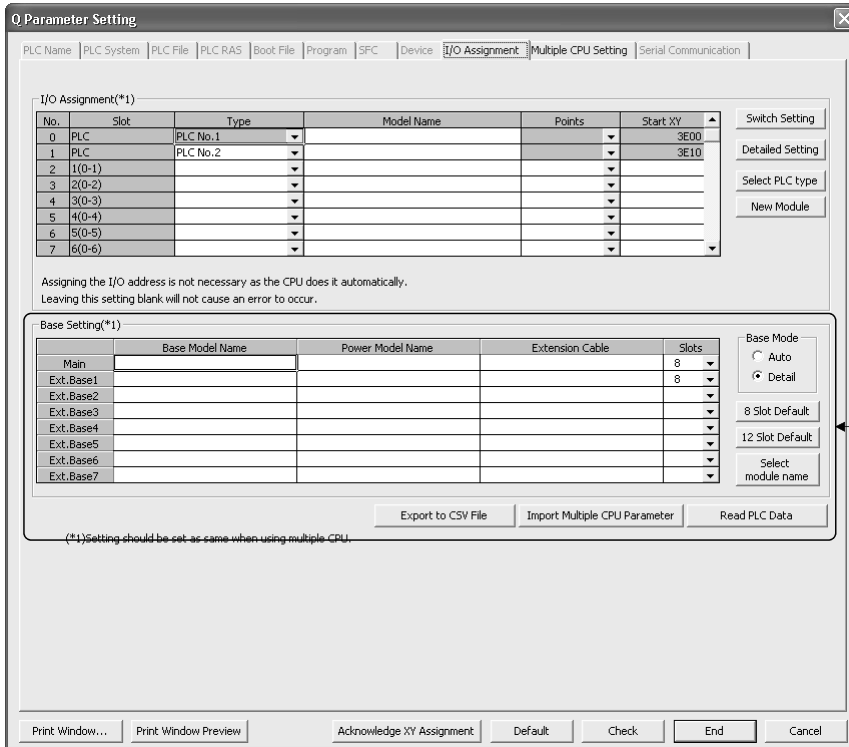 Q Parameter Setting
PLC Name PLC System PLC File PLC RAS Boot File Program SFC Device I/O Assignment Multiple CPU Setting Serial Communication
I/O Assignment(*1)
No. Slot Type Model Name Points Start XY
0 PLC PLC No.1 3E00
1 PLC PLC No.2 3E10
2 1(0-1)
3 2(0-2)
4 3(0-3)
5 4(0-4)
6 5(0-5)
7 6(0-6)
Switch Setting
Detailed Setting
Select PLC type
New Module
Assigning the I/O address is not necessary as the CPU does it automatically.
Leaving this setting blank will not cause an error to occur.
Base Setting(*1)
Base Model Name Power Model Name Extension Cable Slots
Main 8
Ext.Base1 8
Ext.Base2
Ext.Base3
Ext.Base4
Ext.Base5
Ext.Base6
Ext.Base7
Base Mode
Auto
Detail
8 Slot Default
12 Slot Default
Select
module name
Export to CSV File Import Multiple CPU Parameter Read PLC Data
(*1)Setting should be set as same when using multiple CPU.
Print Window... Print Window Preview Acknowledge XY Assignment Default Check End Cancel